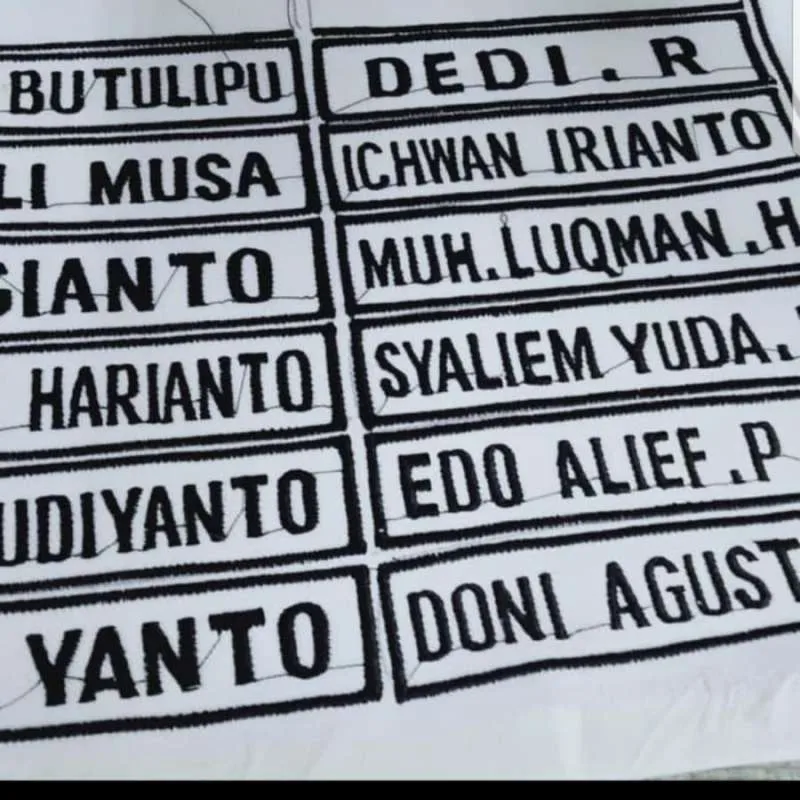 BUTULIPU DEDI . R
LI MUSA ICHWAN IRIANTO
GIANTO MUH.LUQMAN .H
HARIANTO SYALIEM YUDA.
UDIYANTO EDO ALIEF .P
YANTO DONI AGUST